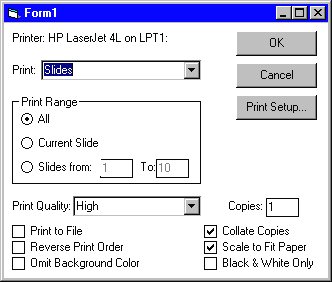 Form1
Printer: HP LaserJet 4L on LPT1:
OK
Print: Slides
Cancel
Print Range
Print Setup...
All
Current Slide
Slides from: 1 To: 10
Print Quality: High Copies: 1
Print to File Collate Copies
Reverse Print Order Scale to Fit Paper
Omit Background Color Black & White Only